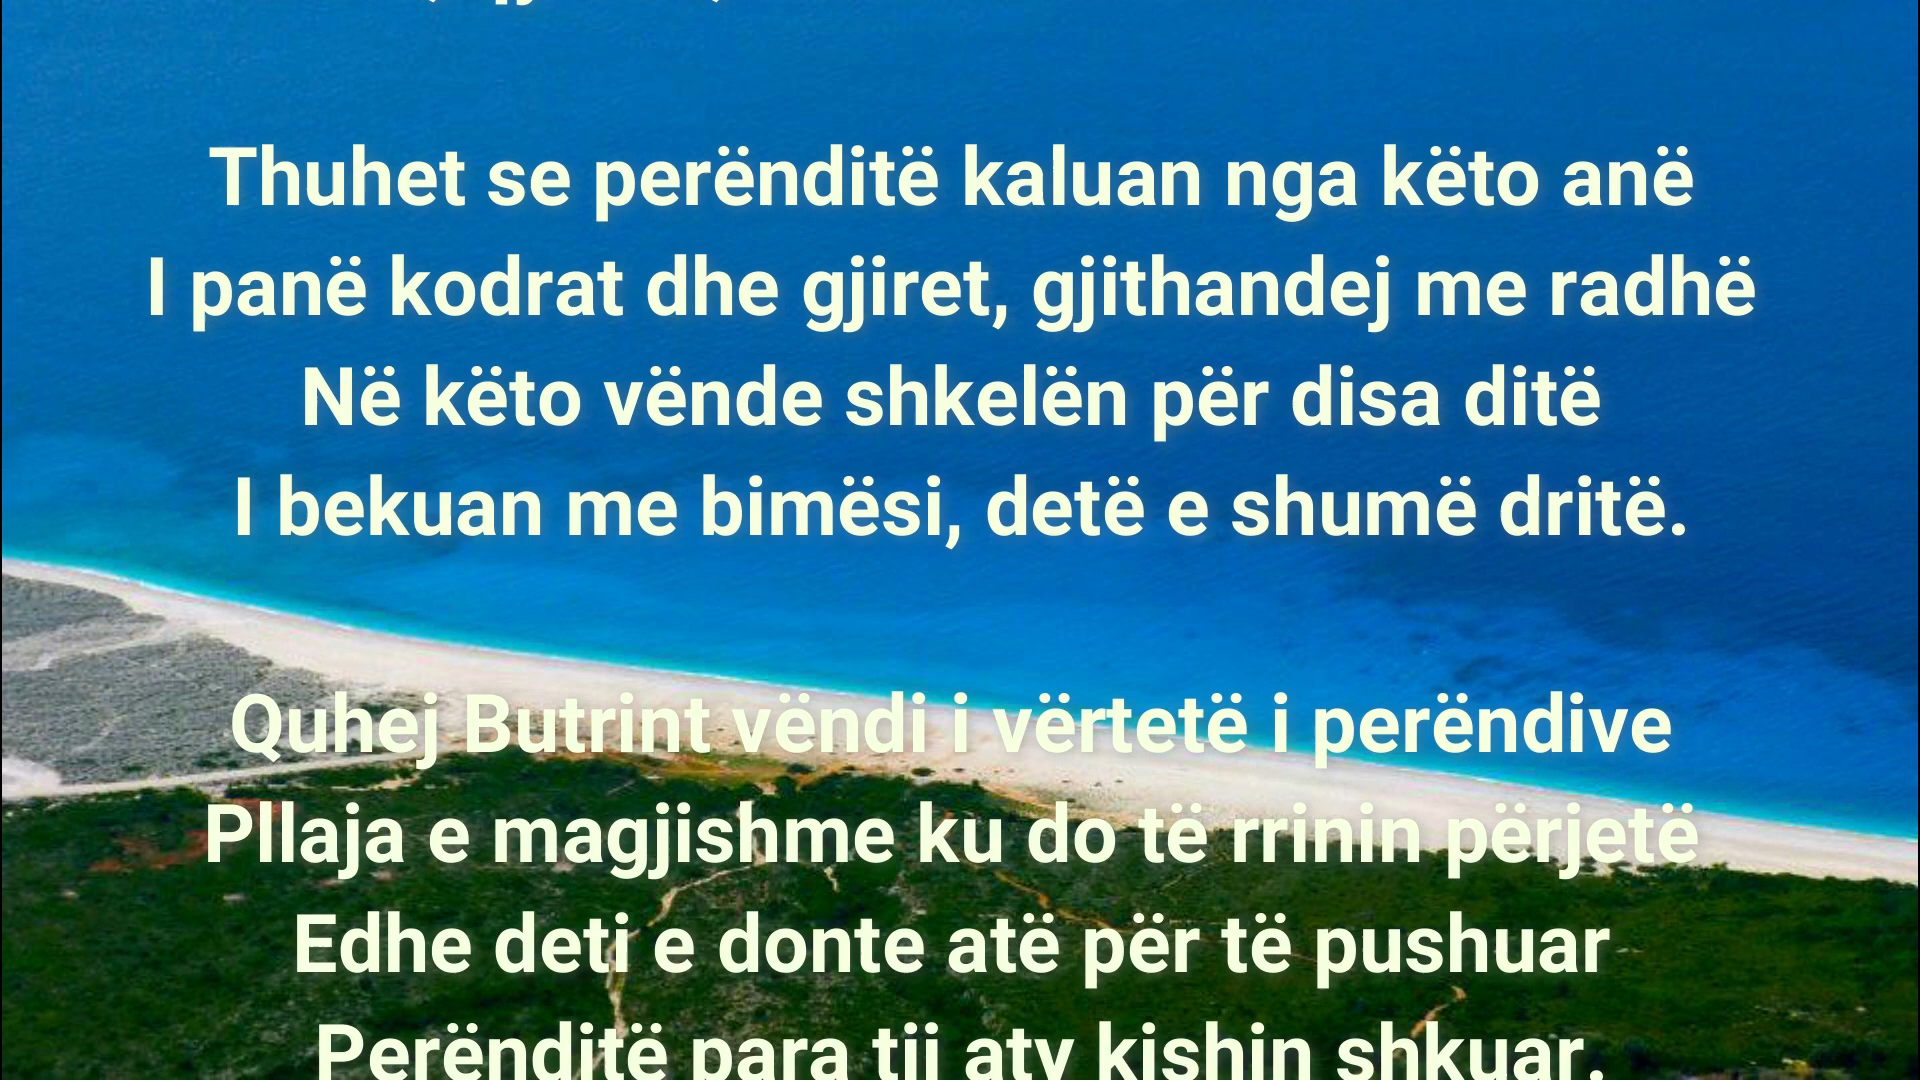 Thuhet se perënditë kaluan nga këto anë
I panë kodrat dhe gjiret, gjithandej me radhë
Në këto vënde shkelën për disa ditë
I bekuan me bimësi, detë e shumë dritë.
Quhej Butrint vëndi i vërtetë i perëndive
Pllaja e magjishme ku do të rrinin përjetë
Edhe deti e donte atë për të pushuar
Perënditë para tij aty kishin shkuar.